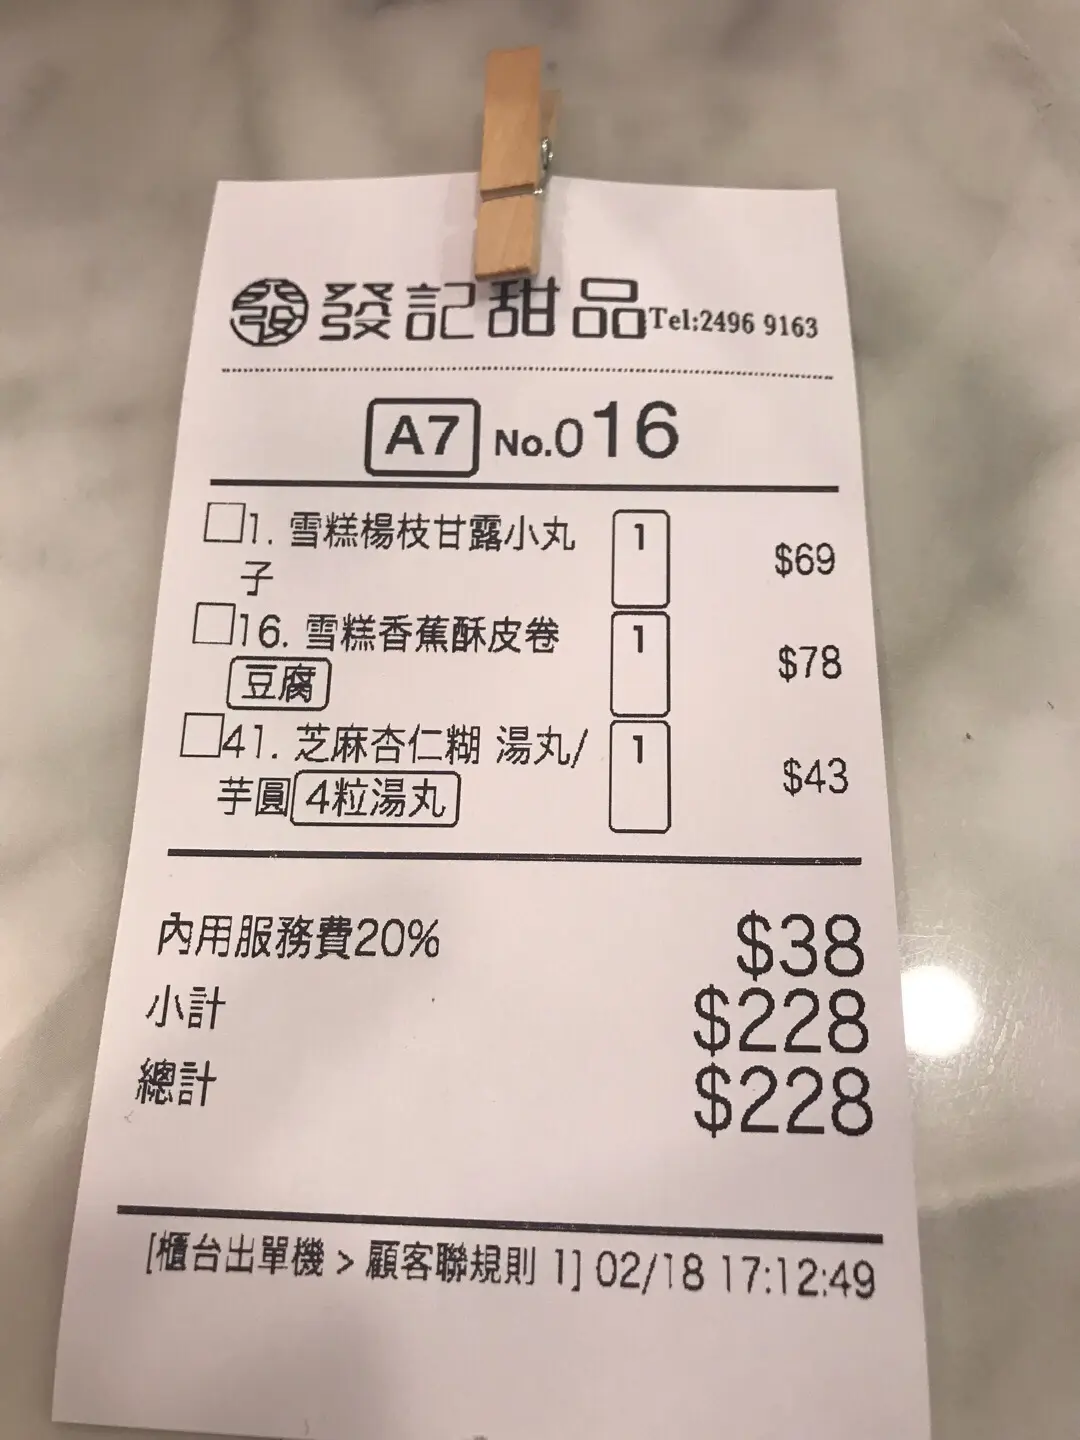 發 發記甜品 Tel:2496 9163
A7 No.016
1. 雪糕楊枝甘露小丸 1 $69
子
16. 雪糕香蕉酥皮卷 1 $78
豆腐
41. 芝麻杏仁糊 湯丸/ 1 $43
芋圓 4粒湯丸
內用服務費20% $38
小計 $228
總計 $228
[櫃台出單機 > 顧客聯規則 1] 02/18 17:12:49